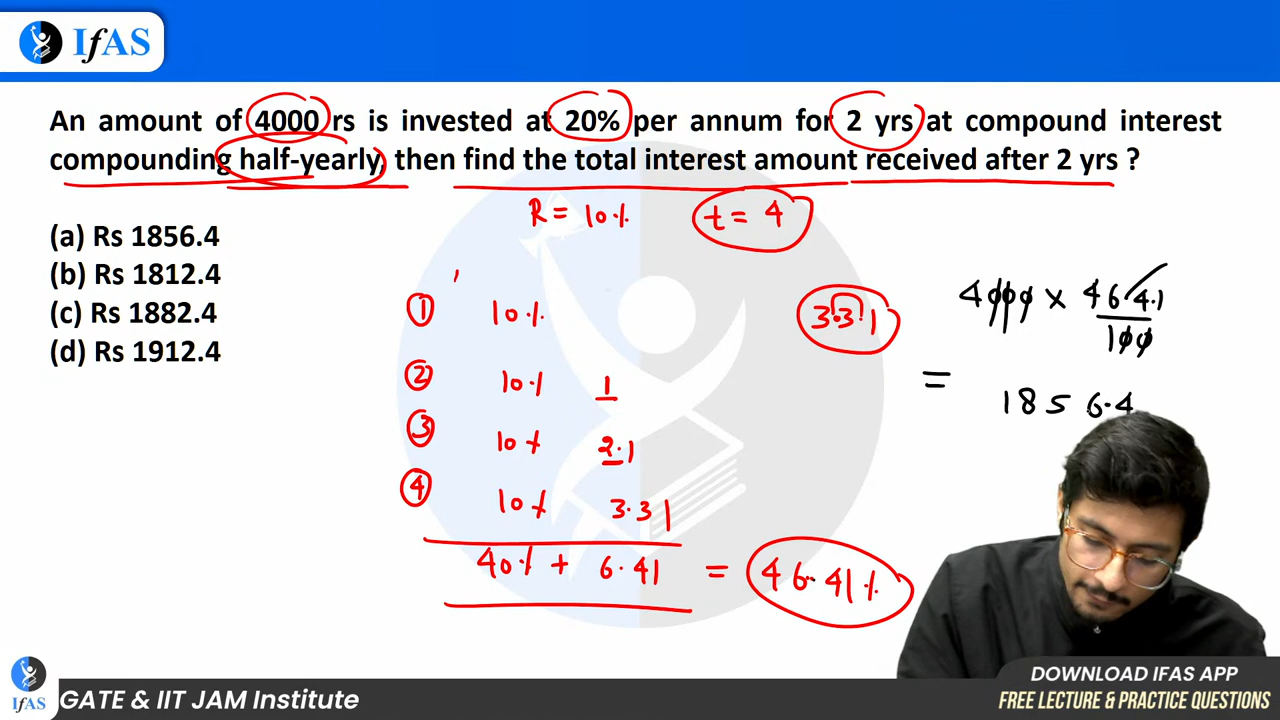 IfAS
An amount of 4000 rs is invested at 20% per annum for 2 yrs at compound interest
compounding half-yearly, then find the total interest amount received after 2 yrs ?
R = 10% t = 4
(a) Rs 1856.4
(b) Rs 1812.4
(c) Rs 1882.4
(d) Rs 1912.4
① 10%
② 10% 1
③ 10% 2.1
④ 10% 3.31
40% + 6.41 = 46.41%
3.31
4000 × 4641
100
= 1856.4
IfAS GATE & IIT JAM Institute
DOWNLOAD IFAS APP
FREE LECTURE & PRACTICE QUESTIONS